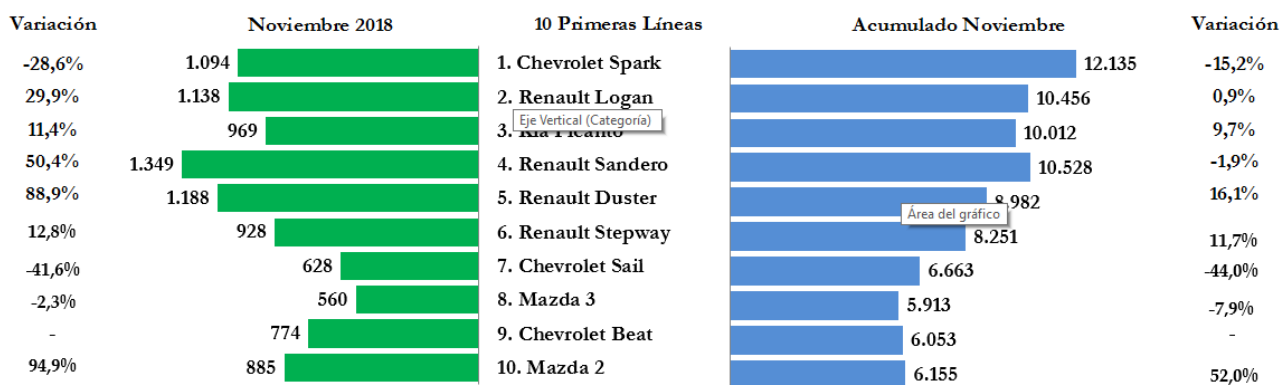 Variación Noviembre 2018 10 Primeras Líneas Acumulado Noviembre Variación
-28,6% 1.094 1. Chevrolet Spark 12.135 -15,2%
29,9% 1.138 2. Renault Logan 10.456 0,9%
Eje Vertical (Categoría)
11,4% 969 3. Kia Picanto 10.012 9,7%
50,4% 1.349 4. Renault Sandero 10.528 -1,9%
88,9% 1.188 5. Renault Duster 8.982 16,1%
Área del gráfico
12,8% 928 6. Renault Stepway 8.251 11,7%
-41,6% 628 7. Chevrolet Sail 6.663 -44,0%
-2,3% 560 8. Mazda 3 5.913 -7,9%
- 774 9. Chevrolet Beat 6.053 -
94,9% 885 10. Mazda 2 6.155 52,0%